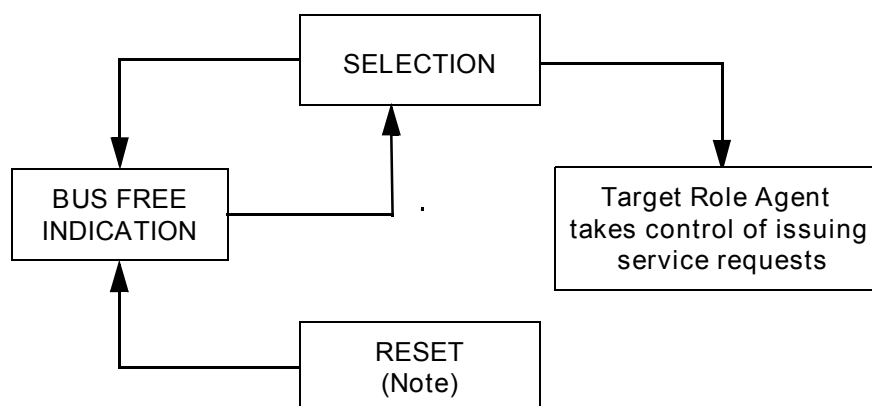 SELECTION
BUS FREE
INDICATION
Target Role Agent
takes control of issuing
service requests
RESET
(Note)